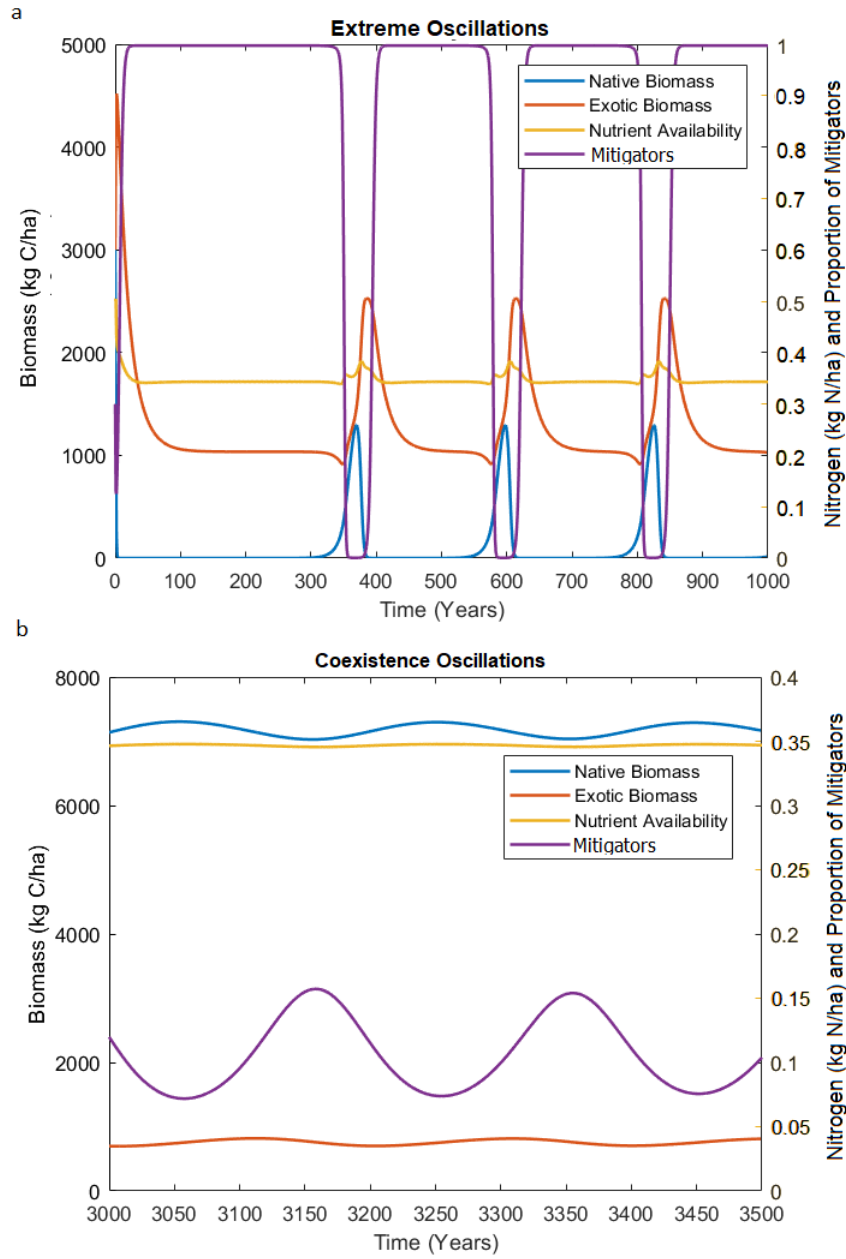 a
Extreme Oscillations
Native Biomass
Exotic Biomass
Nutrient Availability
Mitigators
Biomass (kg C/ha)
Nitrogen (kg N/ha) and Proportion of Mitigators
5000
4000
3000
2000
1000
0
1
0.9
0.8
0.7
0.6
0.5
0.4
0.3
0.2
0.1
0
0 100 200 300 400 500 600 700 800 900 1000
Time (Years)
b
Coexistence Oscillations
Native Biomass
Exotic Biomass
Nutrient Availability
Mitigators
Biomass (kg C/ha)
Nitrogen (kg N/ha) and Proportion of Mitigators
8000
6000
4000
2000
0
0.4
0.35
0.3
0.25
0.2
0.15
0.1
0.05
0
3000 3050 3100 3150 3200 3250 3300 3350 3400 3450 3500
Time (Years)